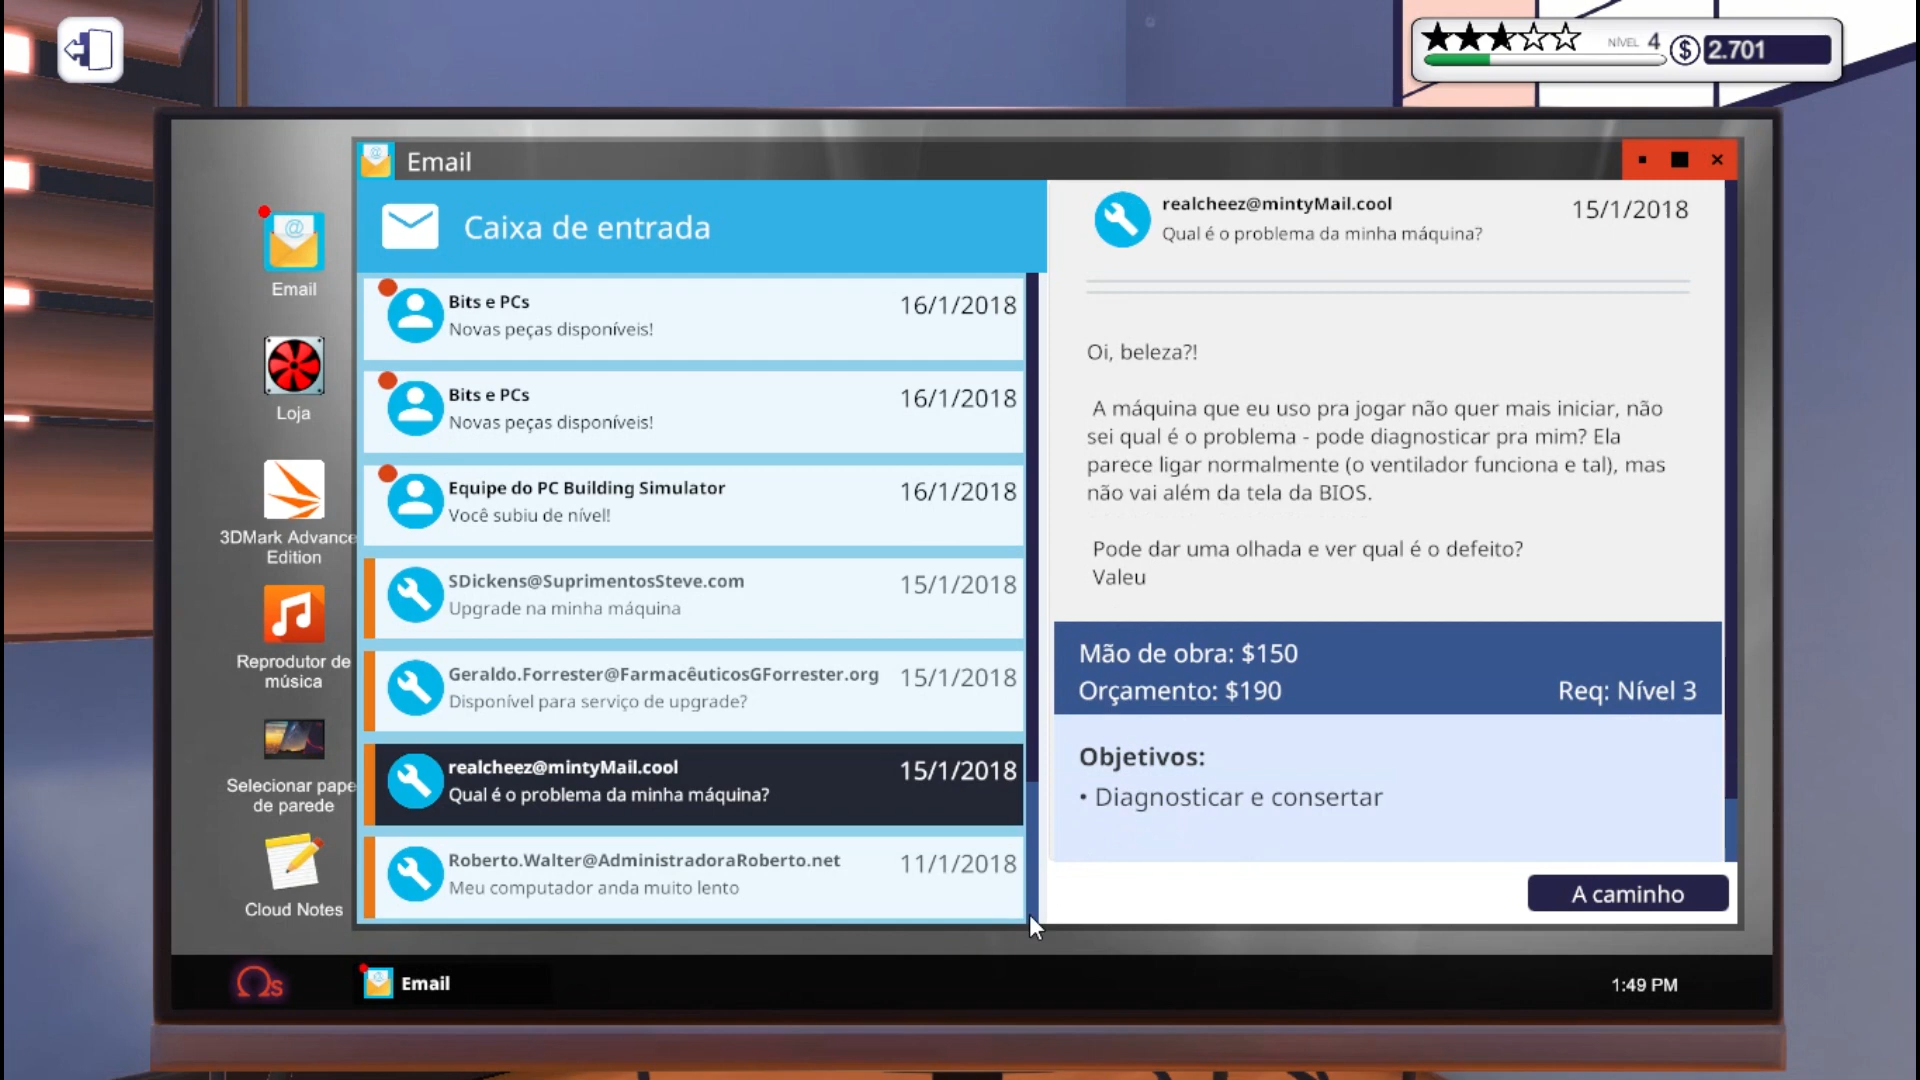 NÍVEL 4
$ 2.701
Email
Caixa de entrada
Bits e PCs
16/1/2018
Novas peças disponíveis!
Bits e PCs
16/1/2018
Novas peças disponíveis!
Equipe do PC Building Simulator
16/1/2018
Você subiu de nível!
SDickens@SuprimentosSteve.com
15/1/2018
Upgrade na minha máquina
Geraldo.Forrester@FarmacêuticosGForrester.org
15/1/2018
Disponível para serviço de upgrade?
realcheez@mintyMail.cool
15/1/2018
Qual é o problema da minha máquina?
Roberto.Walter@AdministradoraRoberto.net
11/1/2018
Meu computador anda muito lento
realcheez@mintyMail.cool
15/1/2018
Qual é o problema da minha máquina?
Oi, beleza?!
A máquina que eu uso pra jogar não quer mais iniciar, não
sei qual é o problema - pode diagnosticar pra mim? Ela
parece ligar normalmente (o ventilador funciona e tal), mas
não vai além da tela da BIOS.
Pode dar uma olhada e ver qual é o defeito?
Valeu
Mão de obra: $150
Orçamento: $190
Req: Nível 3
Objetivos:
• Diagnosticar e consertar
A caminho
Email
Loja
3DMark Advance
Edition
Reprodutor de
música
Selecionar pape
de parede
Cloud Notes
Ωs
Email
1:49 PM